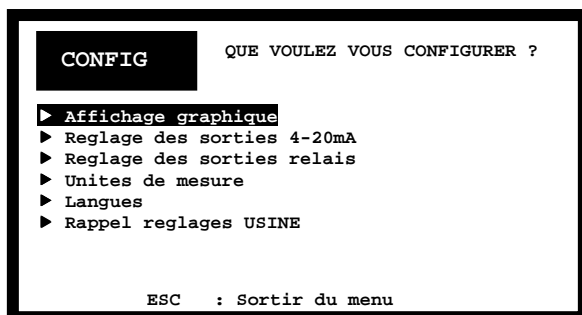 CONFIG
QUE VOULEZ VOUS CONFIGURER ?
Affichage graphique
Reglage des sorties 4-20mA
Reglage des sorties relais
Unites de mesure
Langues
Rappel reglages USINE
ESC : Sortir du menu